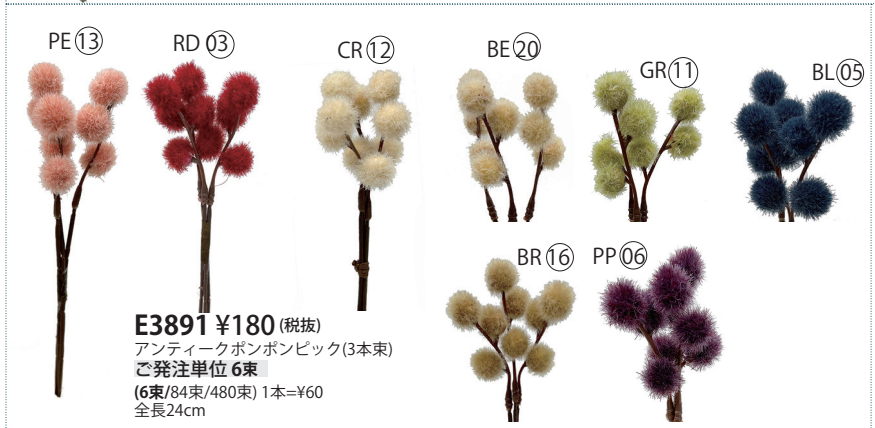 PE⑬
RD⓪③
CR⑫
BE⑳
GR⑪
BL⓪⑤
BR⑯
PP⓪⑥
E3891 ¥180 (税抜)
アンティークポンポンピック(3本束)
ご発注単位 6束
(6束/84束/480束) 1本=¥60
全長24cm